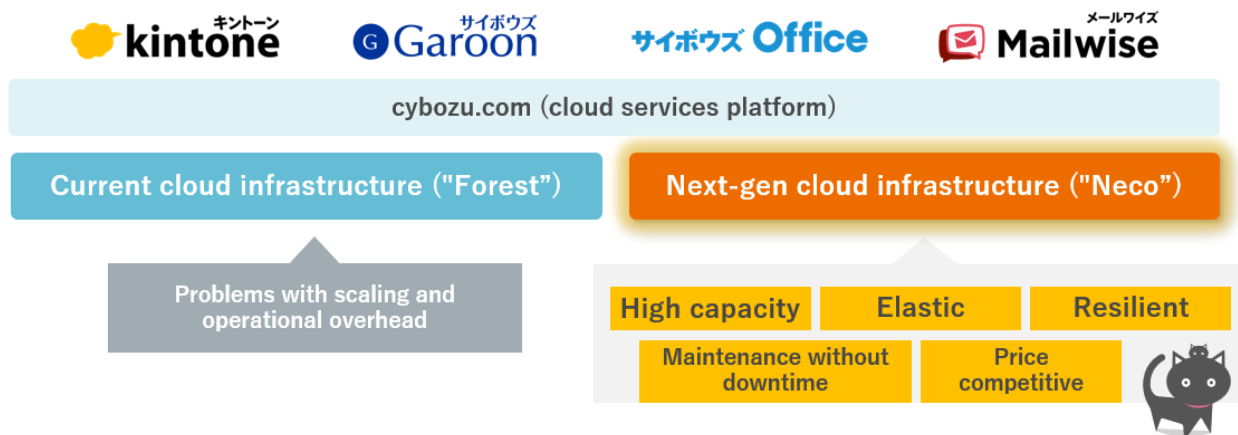 キントーン
kintone
サイボウズ
G Garoon
サイボウズ Office
メールワイズ
Mailwise
cybozu.com (cloud services platform)
Current cloud infrastructure ("Forest”)
Next-gen cloud infrastructure ("Neco”)
Problems with scaling and
operational overhead
High capacity
Elastic
Resilient
Maintenance without
downtime
Price
competitive